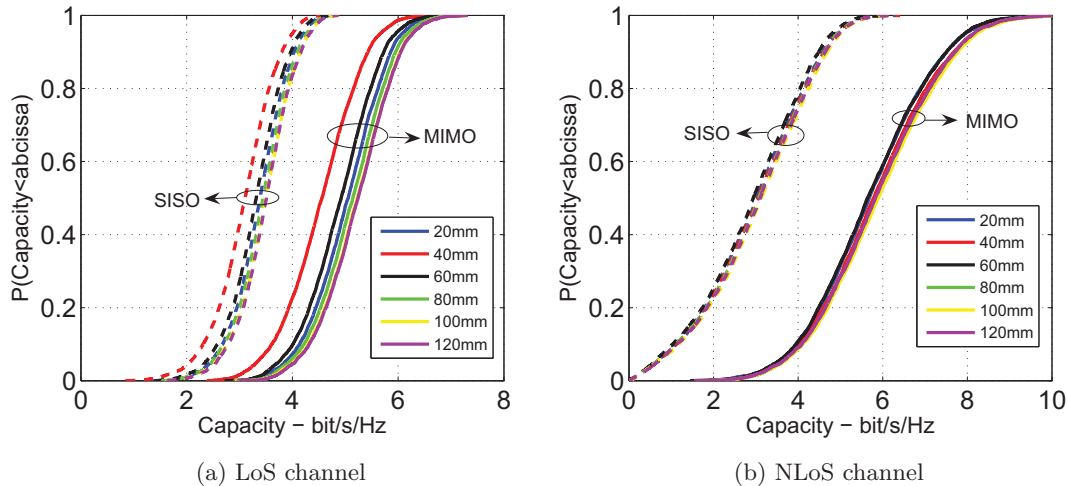 P(Capacity<abcissa)
1
0.8
0.6
0.4
0.2
0
0 2 4 6 8
Capacity − bit/s/Hz
SISO
MIMO
20mm
40mm
60mm
80mm
100mm
120mm
(a) LoS channel
P(Capacity<abcissa)
1
0.8
0.6
0.4
0.2
0
0 2 4 6 8 10
Capacity − bit/s/Hz
SISO
MIMO
20mm
40mm
60mm
80mm
100mm
120mm
(b) NLoS channel